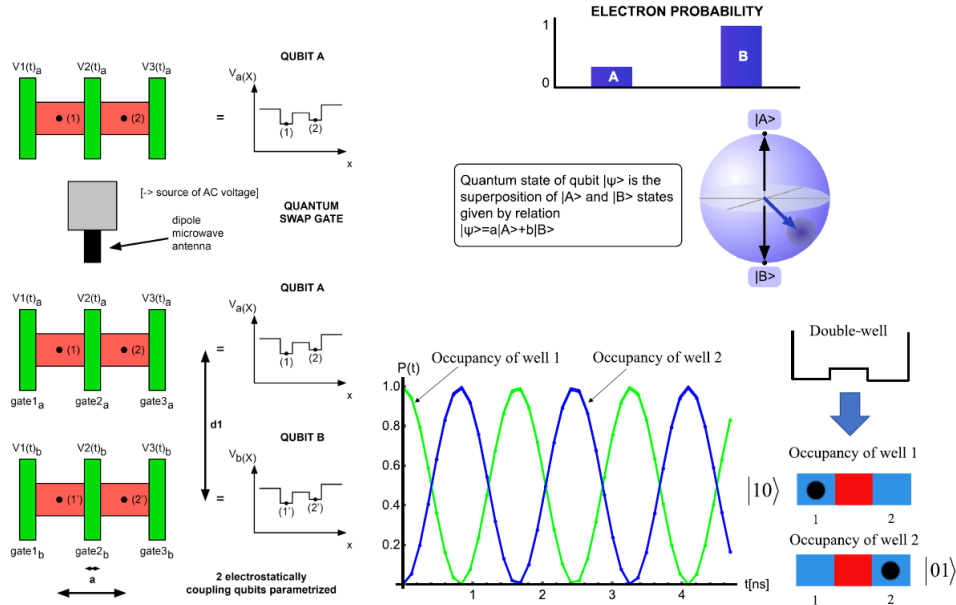 QUBIT A
V1(t)a V2(t)a V3(t)a
Va(X)
(1) (2)
=
(1) (2)
x
[-> source of AC voltage]
QUANTUM
SWAP GATE
dipole
microwave
antenna
QUBIT A
V1(t)a V2(t)a V3(t)a
Va(X)
(1) (2)
=
(1) (2)
x
gate1a gate2a gate3a
d1
QUBIT B
V1(t)b V2(t)b V3(t)b
Vb(X)
(1') (2')
=
(1') (2')
x
gate1b gate2b gate3b
a
2 electrostatically
coupling qubits parametrized
ELECTRON PROBABILITY
1
0
A
B
|A>
Quantum state of qubit |ψ> is the
superposition of |A> and |B> states
given by relation
|ψ>=a|A>+b|B>
|B>
P(t)
Occupancy of well 1
Occupancy of well 2
1.0
0.8
0.6
0.4
0.2
1 2 3 4 t[ns]
Double-well
Occupancy of well 1
|10⟩
1 2
Occupancy of well 2
|01⟩
1 2